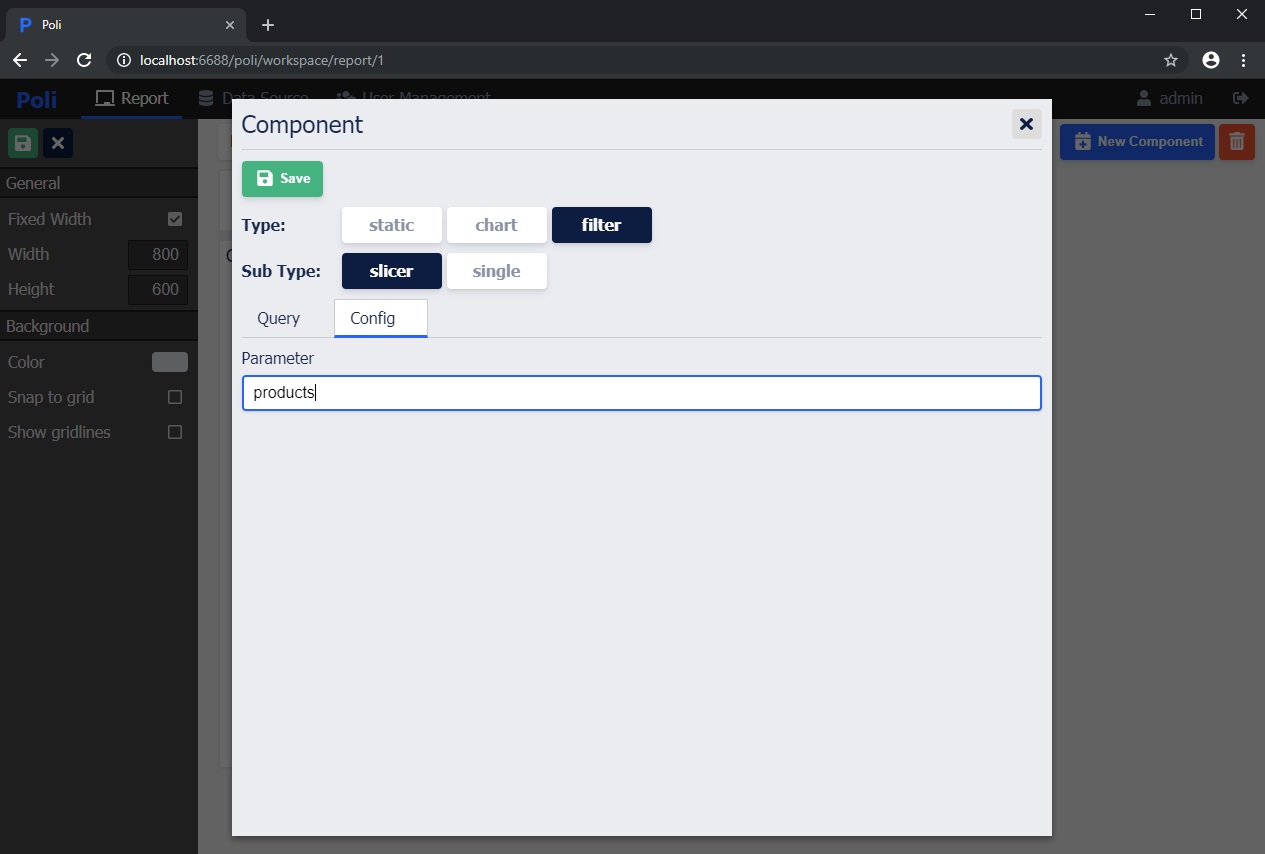 Poli
localhost:6688/poli/workspace/report/1
Poli
Report
Data Source
User Management
admin
Component
New Component
Save
General
Type:
static
chart
filter
Fixed Width
Width
800
Sub Type:
slicer
single
Height
600
Query
Config
Background
Parameter
Color
products
Snap to grid
Show gridlines